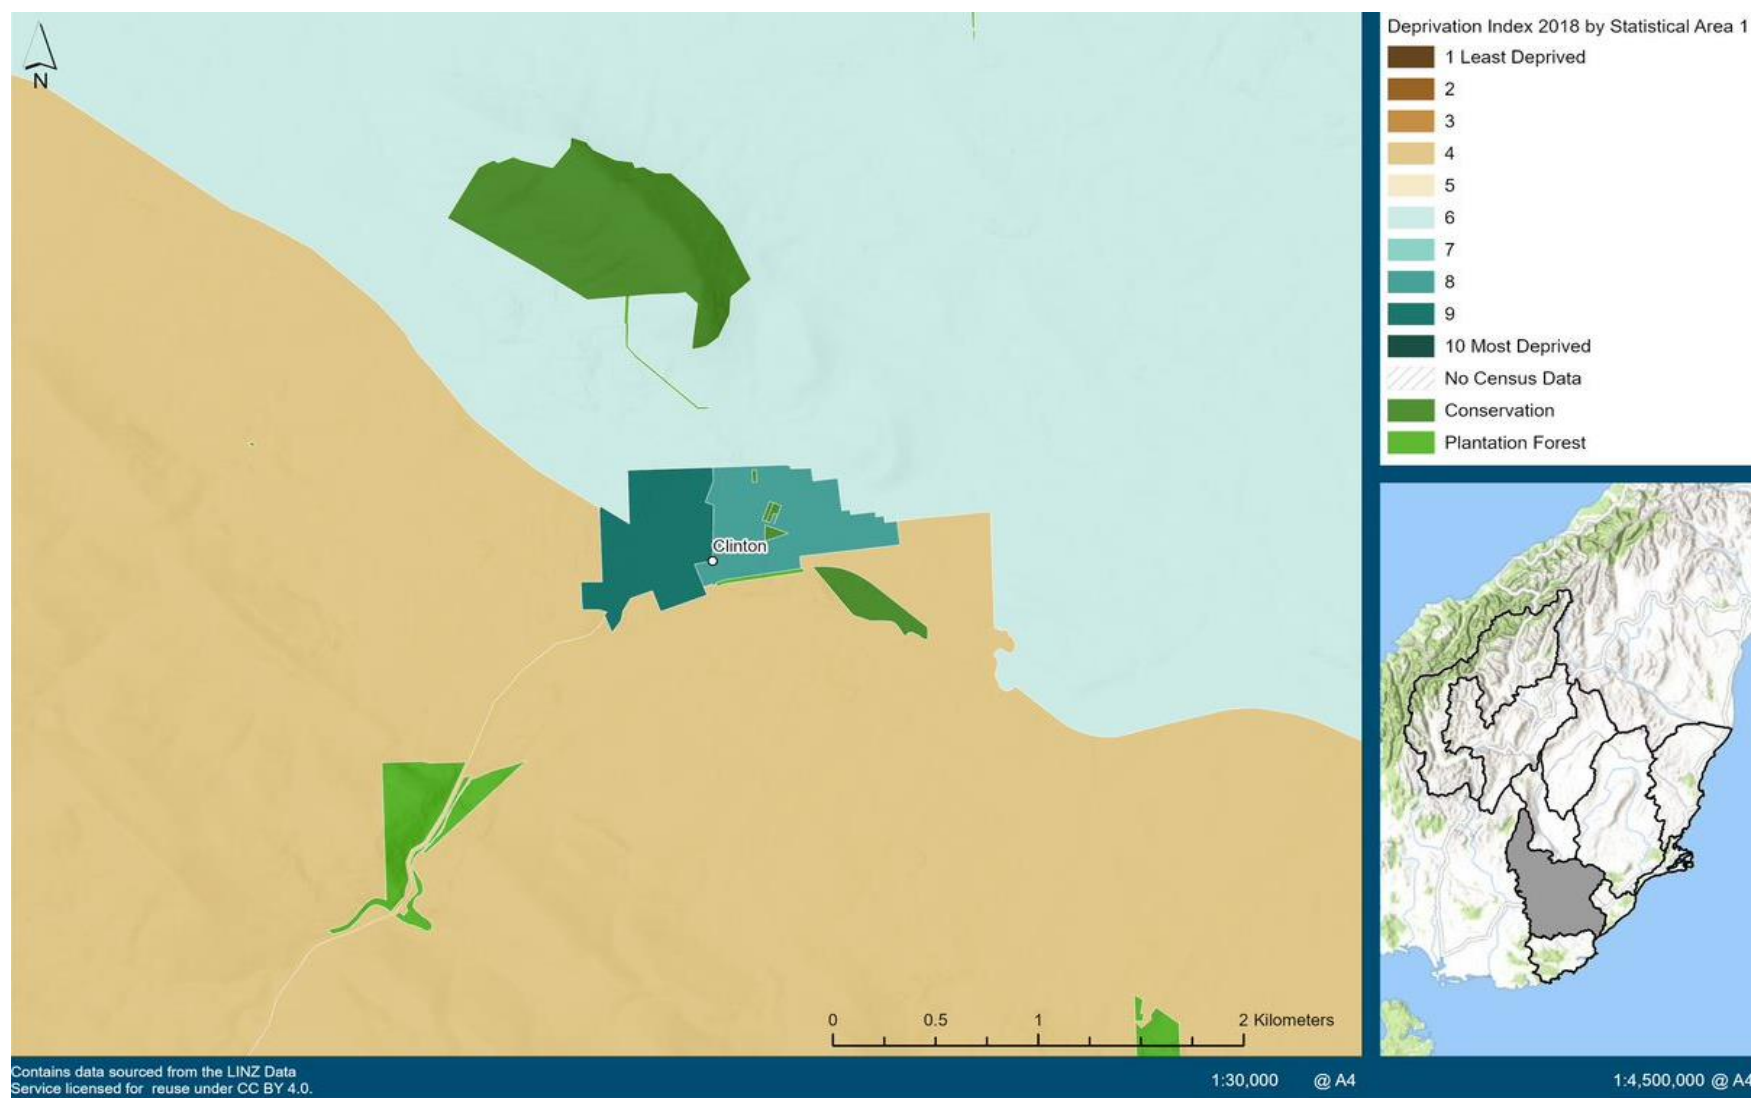 N
Clinton
0 0.5 1 2 Kilometers
Contains data sourced from the LINZ Data
Service licensed for reuse under CC BY 4.0.
1:30,000 @ A4
Deprivation Index 2018 by Statistical Area 1
1 Least Deprived
2
3
4
5
6
7
8
9
10 Most Deprived
No Census Data
Conservation
Plantation Forest
1:4,500,000 @ A4